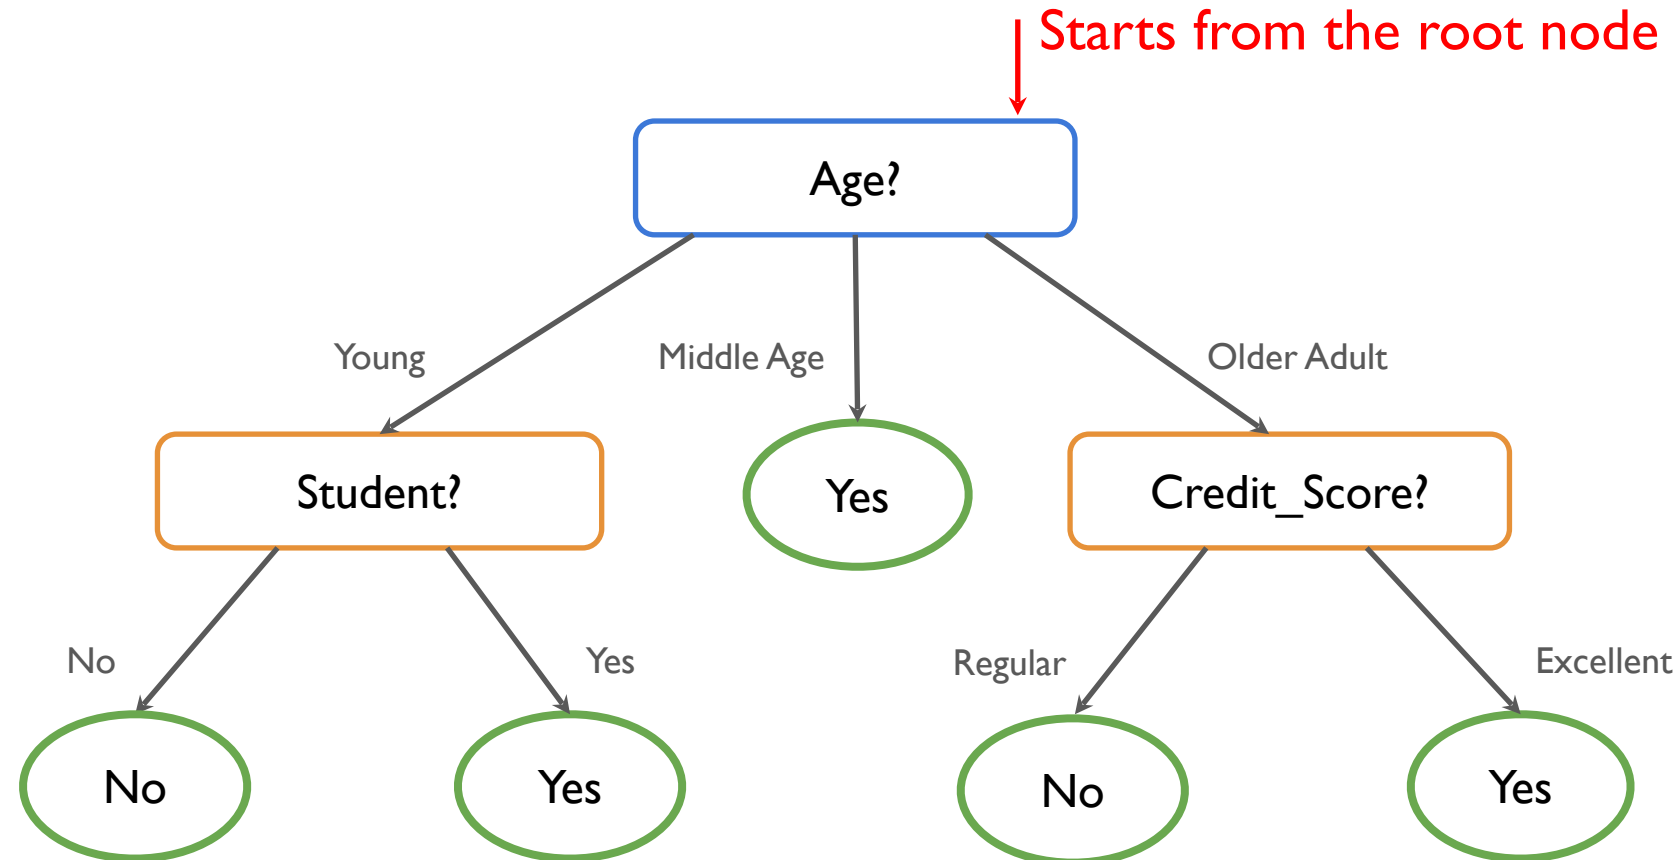 Starts from the root node
Age?
Young
Middle Age
Older Adult
Student?
Yes
Credit_Score?
No
Yes
Regular
Excellent
No
Yes
No
Yes